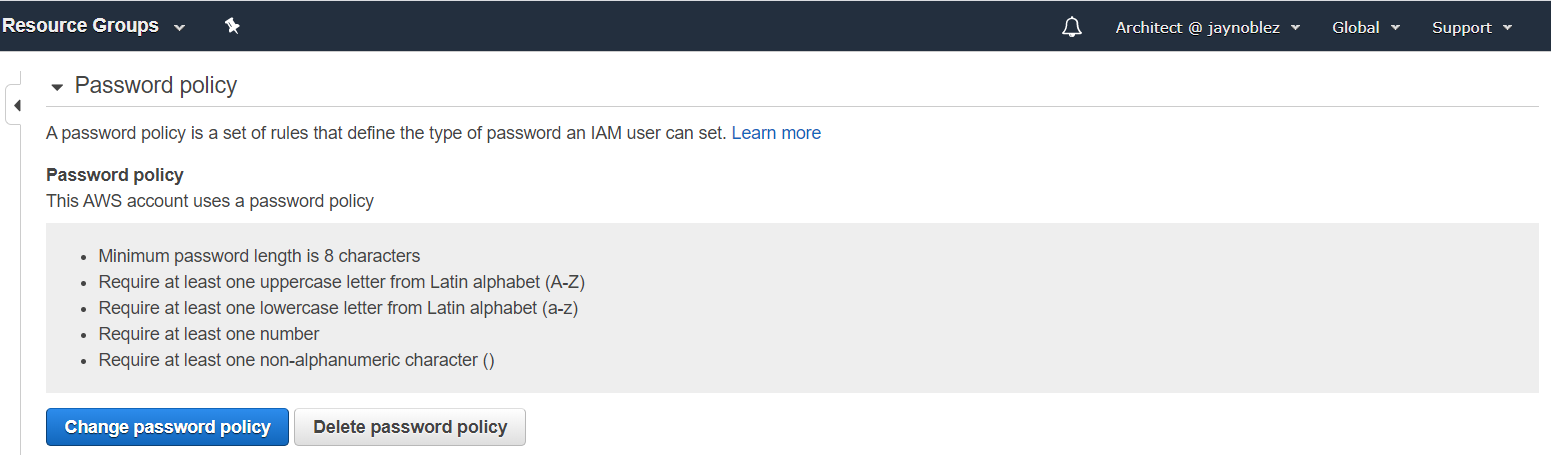 Resource Groups Architect @ jaynoblez Global Support
Password policy
A password policy is a set of rules that define the type of password an IAM user can set. Learn more
Password policy
This AWS account uses a password policy
• Minimum password length is 8 characters
• Require at least one uppercase letter from Latin alphabet (A-Z)
• Require at least one lowercase letter from Latin alphabet (a-z)
• Require at least one number
• Require at least one non-alphanumeric character ()
Change password policy Delete password policy